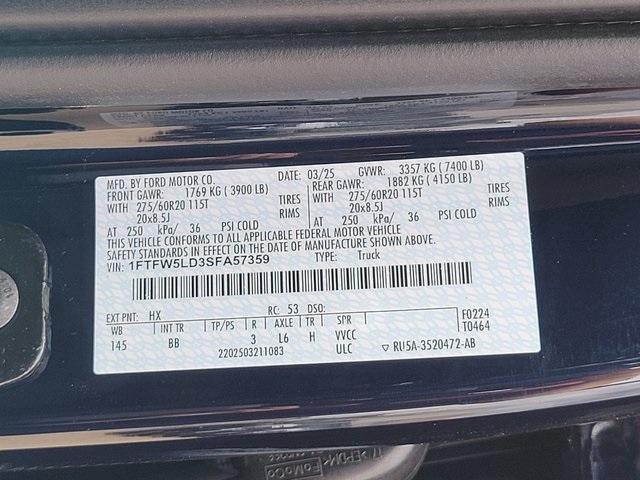 MFD. BY FORD MOTOR CO. 03/25 GVWR: 3357 KG ( 7400 LB)
FRONT GAWR: 1769 KG ( 3900 LB) REAR GAWR: 1882 KG ( 4150 LB)
WITH 275/60R20 115T TIRES WITH 275/60R20 115T TIRES
20x8.5J RIMS 20x8.5J RIMS
AT 250 kPa/ 36 PSI COLD AT 250 kPa/ 36 PSI COLD
THIS VEHICLE CONFORMS TO ALL APPLICABLE FEDERAL MOTOR VEHICLE
SAFETY STANDARDS IN EFFECT ON THE DATE OF MANUFACTURE SHOWN ABOVE.
VIN: 1FTFW5LD3SFA57359 TYPE: Truck
EXT PNT: HX RC: 53 DSO: F0224
WB INT TR TP/PS R AXLE TR SPR T0464
145 BB 3 L6 H VVCC
2202503211083 ULC ▽ RU5A-3520472-AB
>EPDM<
FoMoCo